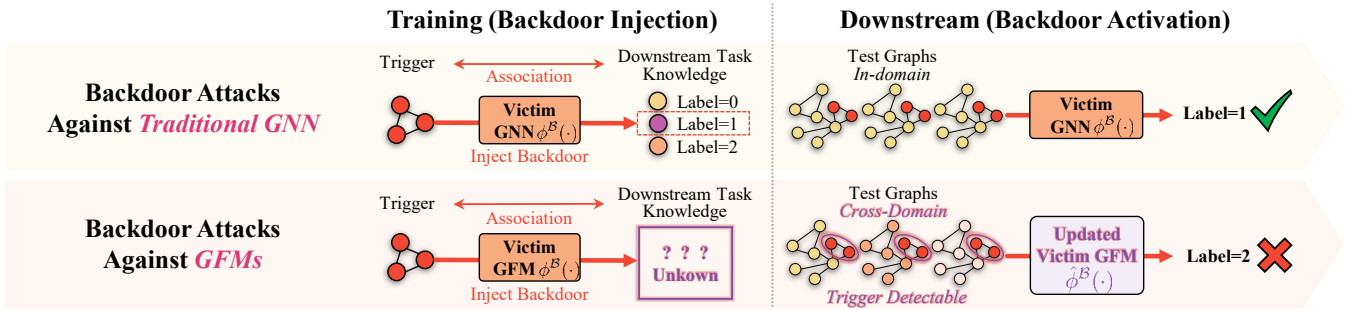 Training (Backdoor Injection)
Downstream (Backdoor Activation)
Backdoor Attacks
Against Traditional GNN
Trigger
Association
Downstream Task
Knowledge
Victim
GNN ϕ^ℬ(·)
Inject Backdoor
Label=0
Label=1
Label=2
Test Graphs
In-domain
Victim
GNN ϕ^ℬ(·)
Label=1
Backdoor Attacks
Against GFMs
Trigger
Association
Downstream Task
Knowledge
Victim
GFM ϕ^ℬ(·)
Inject Backdoor
? ? ?
Unkown
Test Graphs
Cross-Domain
Trigger Detectable
Updated
Victim GFM
ϕ̂^ℬ(·)
Label=2